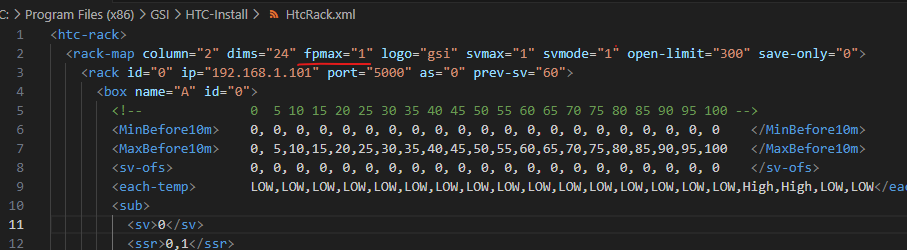 C: > Program Files (x86) > GSI > HTC-Install > HtcRack.xml
1 <htc-rack>
2 <rack-map column="2" dims="24" fpmax="1" logo="gsi" svmax="1" svmode="1" open-limit="300" save-only="0">
3 <rack id="0" ip="192.168.1.101" port="5000" as="0" prev-sv="60">
4 <box name="A" id="0">
5 <!-- 0 5 10 15 20 25 30 35 40 45 50 55 60 65 70 75 80 85 90 95 100 -->
6 <MinBefore10m> 0, 0, 0, 0, 0, 0, 0, 0, 0, 0, 0, 0, 0, 0, 0, 0, 0, 0, 0, 0, 0 </MinBefore10m>
7 <MaxBefore10m> 0, 5,10,15,20,25,30,35,40,45,50,55,60,65,70,75,80,85,90,95,100 </MaxBefore10m>
8 <sv-ofs> 0, 0, 0, 0, 0, 0, 0, 0, 0, 0, 0, 0, 0, 0, 0, 0, 0, 0, 0, 0, 0 </sv-ofs>
9 <each-temp> LOW,LOW,LOW,LOW,LOW,LOW,LOW,LOW,LOW,LOW,LOW,LOW,LOW,LOW,LOW,LOW,High,High,LOW,LOW</ea
10 <sub>
11 <sv>0</sv>
12 <ssr>0,1</ssr>